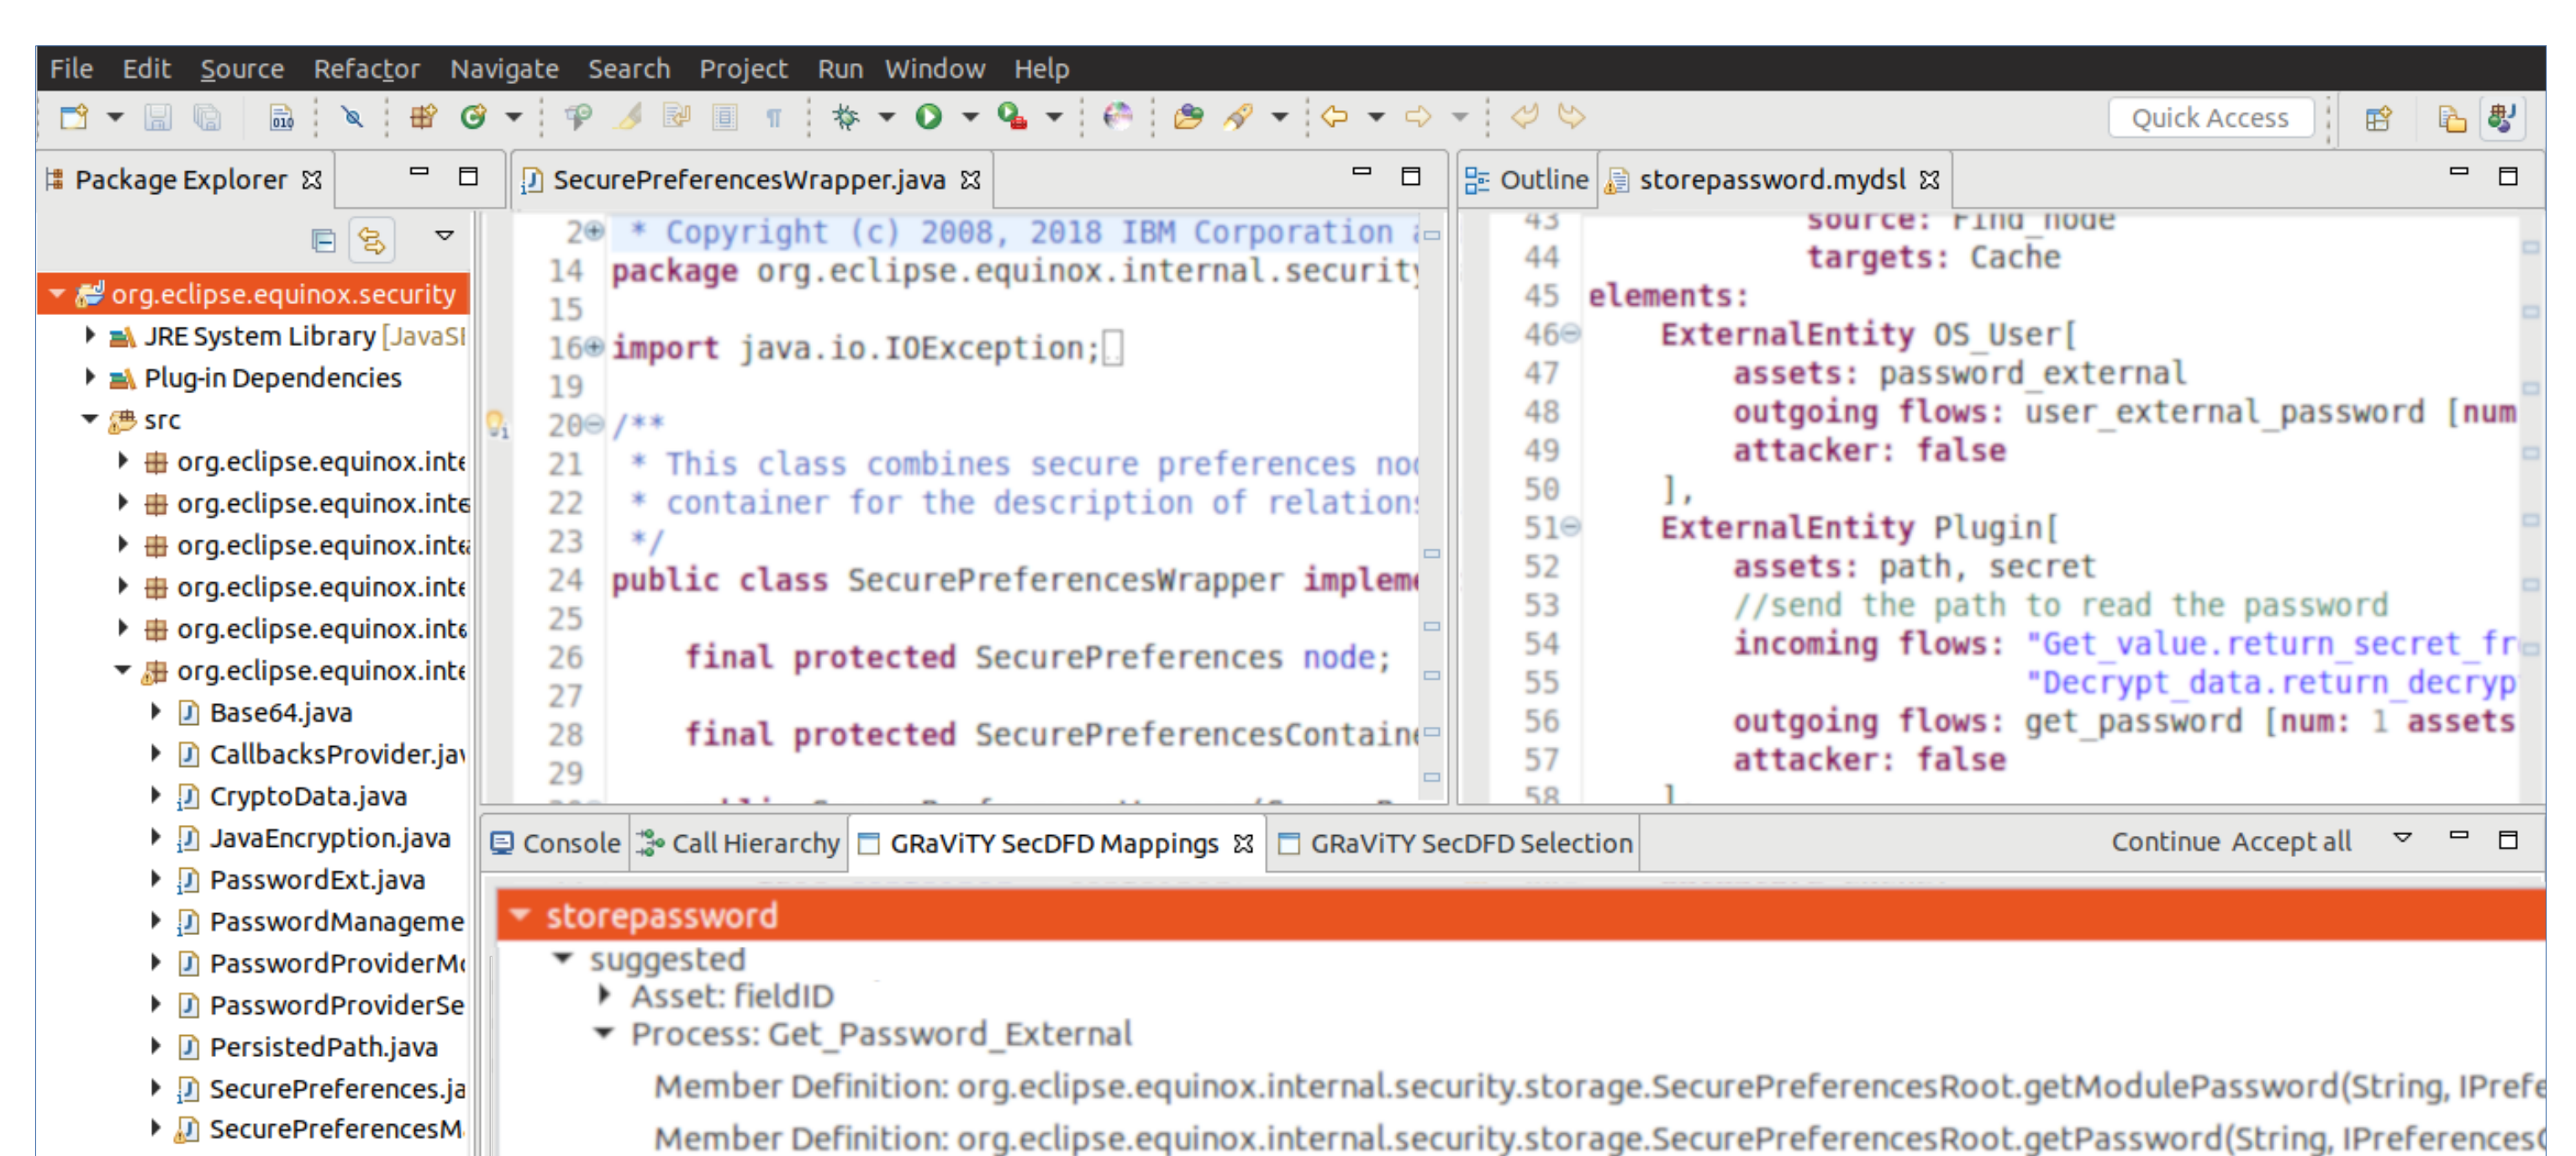 File Edit Source Refactor Navigate Search Project Run Window Help
Quick Access
Package Explorer
org.eclipse.equinox.security
JRE System Library [JavaSE
Plug-in Dependencies
src
org.eclipse.equinox.inte
org.eclipse.equinox.inte
org.eclipse.equinox.inte
org.eclipse.equinox.inte
org.eclipse.equinox.inte
org.eclipse.equinox.inte
Base64.java
CallbacksProvider.jav
CryptoData.java
JavaEncryption.java
PasswordExt.java
PasswordManageme
PasswordProviderMo
PasswordProviderSe
PersistedPath.java
SecurePreferences.ja
SecurePreferencesM
SecurePreferencesWrapper.java
2 * Copyright (c) 2008, 2018 IBM Corporation a
14 package org.eclipse.equinox.internal.security
15
16 import java.io.IOException;
19
20 /**
21 * This class combines secure preferences nod
22 * container for the description of relations
23 */
24 public class SecurePreferencesWrapper impleme
25
26 final protected SecurePreferences node;
27
28 final protected SecurePreferencesContaine
29
Outline storepassword.mydsl
43 source: Find_node
44 targets: Cache
45 elements:
46 ExternalEntity OS_User[
47 assets: password_external
48 outgoing flows: user_external_password [num
49 attacker: false
50 ],
51 ExternalEntity Plugin[
52 assets: path, secret
53 //send the path to read the password
54 incoming flows: "Get_value.return_secret_fr
55 "Decrypt_data.return_decryp
56 outgoing flows: get_password [num: 1 assets
57 attacker: false
58 ],
Console Call Hierarchy GRaViTY SecDFD Mappings GRaViTY SecDFD Selection Continue Accept all
storepassword
suggested
Asset: fieldID
Process: Get_Password_External
Member Definition: org.eclipse.equinox.internal.security.storage.SecurePreferencesRoot.getModulePassword(String, IPrefe
Member Definition: org.eclipse.equinox.internal.security.storage.SecurePreferencesRoot.getPassword(String, IPreferencesC